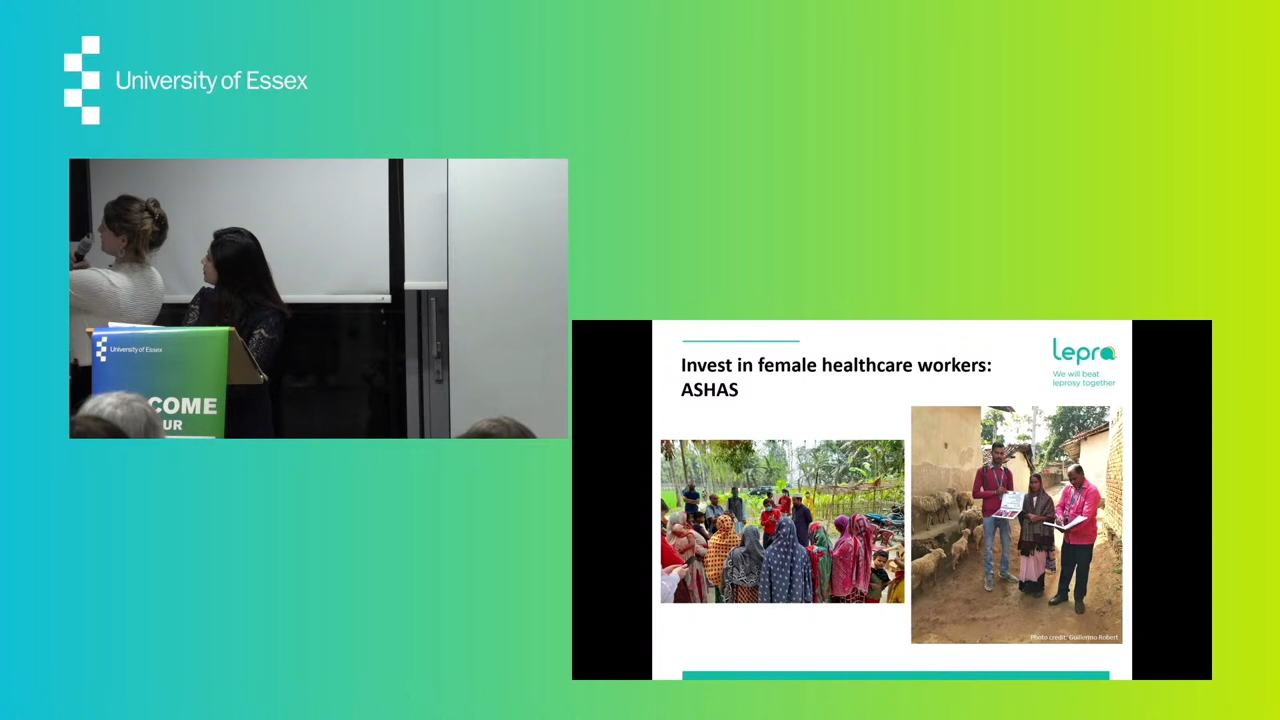 University of Essex
University of Essex
COME
UR
Invest in female healthcare workers:
ASHAS
lepra
We will beat
leprosy together
Photo credit: Guillermo Robert